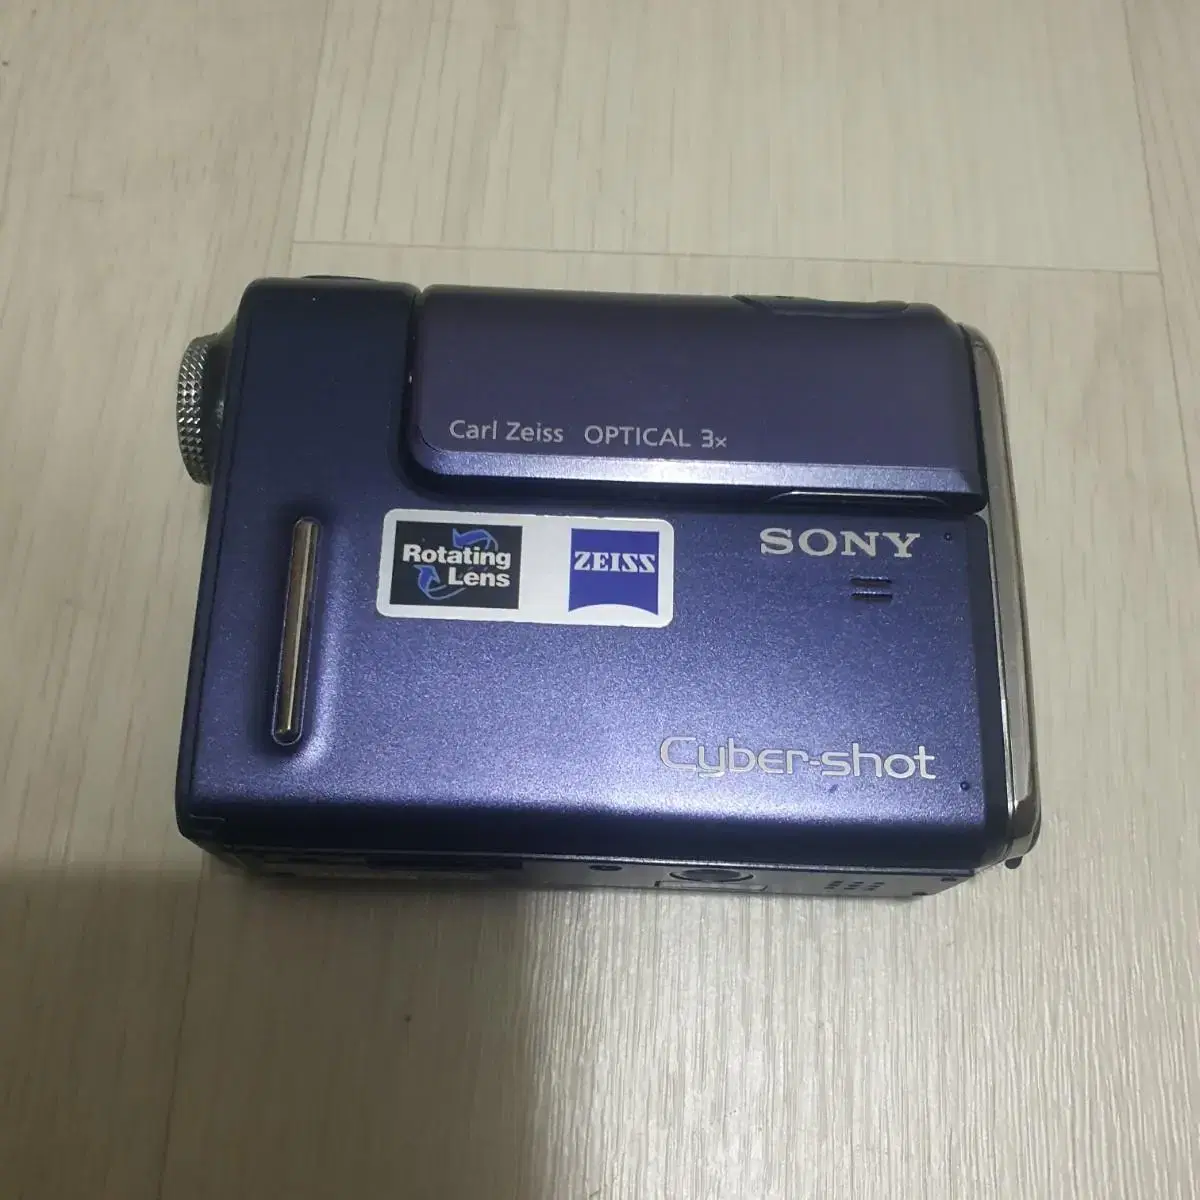 Carl Zeiss OPTICAL 3x
Rotating
Lens
ZEISS
SONY
Cyber-shot